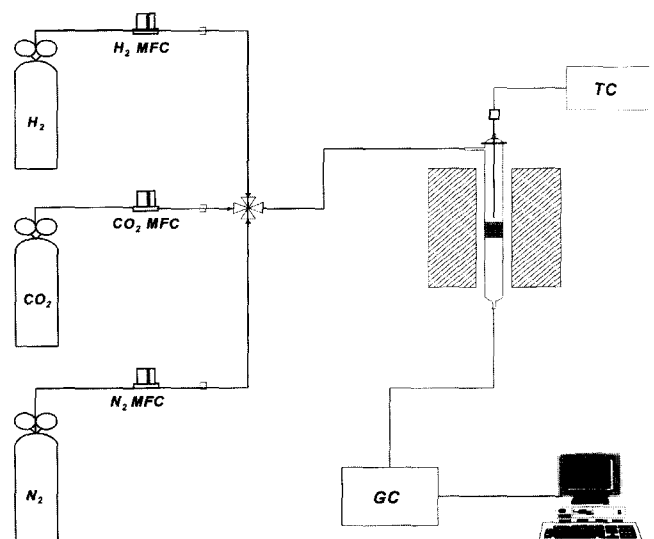 H₂ MFC
H₂
TC
CO₂ MFC
CO₂
N₂ MFC
N₂
GC